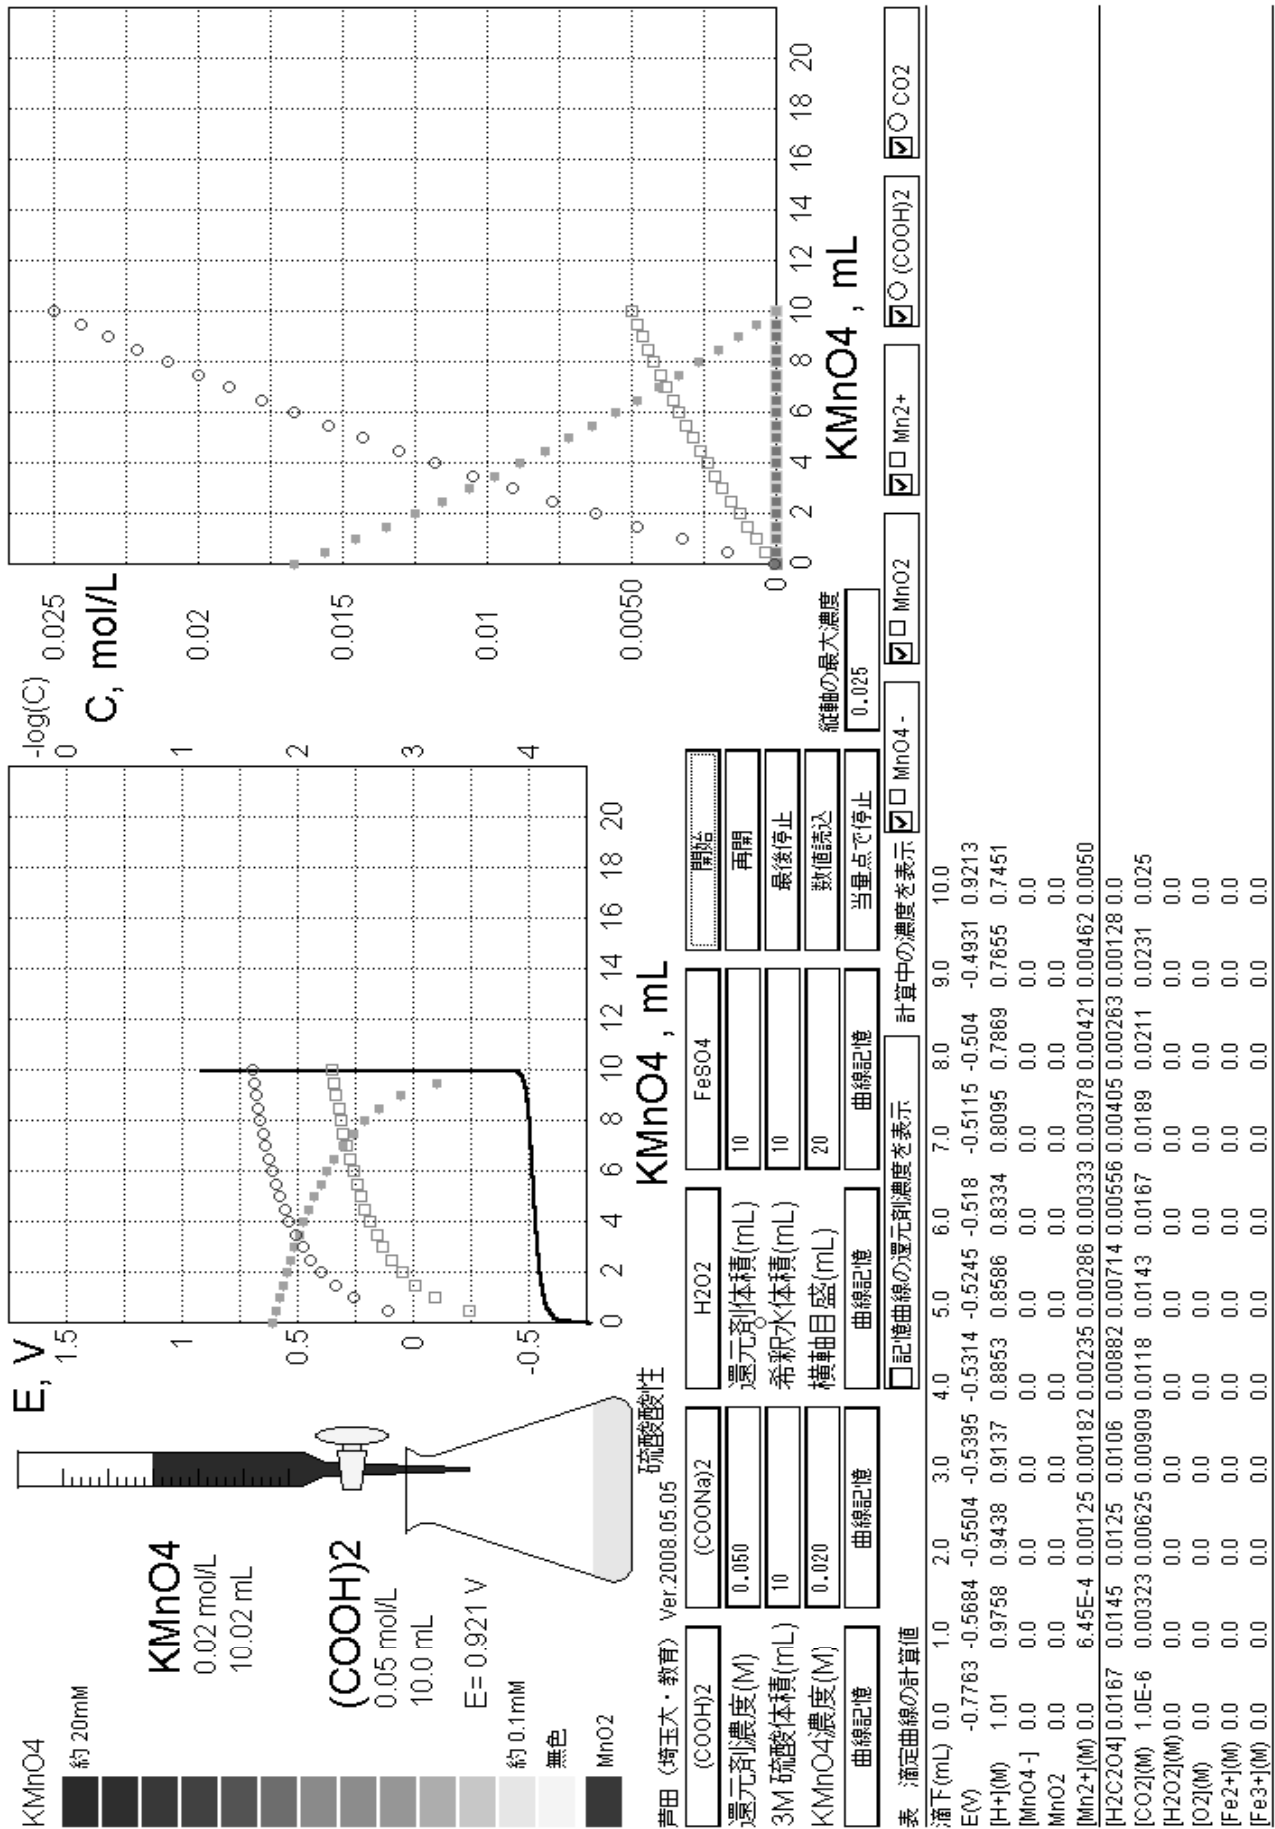 KMnO4
約 20mM
約 0.1mM
無色
MnO2
KMnO4
0.02 mol/L
10.02 mL
(COOH)2
0.05 mol/L
10.0 mL
E= 0.921 V
硫酸酸性
E, V
1.5
1
0.5
0
-0.5
-log(C)
0
1
2
3
4
0 2 4 6 8 10 12 14 16 18 20
KMnO4 , mL
C, mol/L
0.025
0.02
0.015
0.01
0.0050
0
0 2 4 6 8 10 12 14 16 18 20
KMnO4 , mL
芦田 (埼玉大・教育) Ver.2008.05.05
(COOH)2 (COONa)2 H2O2 FeSO4 開始
還元剤濃度(M) 0.050 還元剤体積(mL) 10 再開
3M 硫酸体積(mL) 10 希釈水体積(mL) 10 最後停止
KMnO4濃度(M) 0.020 横軸目盛(mL) 20 数値読込
曲線記憶 曲線記憶 曲線記憶 曲線記憶 当量点で停止
縦軸の最大濃度
0.025
記憶曲線の還元剤濃度を表示 計算中の濃度を表示 MnO4 - MnO2 Mn2+ (COOH)2 CO2
表 滴定曲線の計算値
滴下(mL) 0.0 1.0 2.0 3.0 4.0 5.0 6.0 7.0 8.0 9.0 10.0
E(V) -0.7763 -0.5684 -0.5504 -0.5395 -0.5314 -0.5245 -0.518 -0.5115 -0.504 -0.4931 0.9213
[H+](M) 1.01 0.9758 0.9438 0.9137 0.8853 0.8586 0.8334 0.8095 0.7869 0.7655 0.7451
[MnO4 -] 0.0 0.0 0.0 0.0 0.0 0.0 0.0 0.0 0.0 0.0 0.0
MnO2 0.0 0.0 0.0 0.0 0.0 0.0 0.0 0.0 0.0 0.0 0.0
[Mn2+](M) 0.0 6.45E-4 0.00125 0.00182 0.00235 0.00286 0.00333 0.00378 0.00421 0.00462 0.0050
[H2C2O4] 0.0167 0.0145 0.0125 0.0106 0.00882 0.00714 0.00556 0.00405 0.00263 0.00128 0.0
[CO2](M) 1.0E-6 0.00323 0.00625 0.00909 0.0118 0.0143 0.0167 0.0189 0.0211 0.0231 0.025
[H2O2](M) 0.0 0.0 0.0 0.0 0.0 0.0 0.0 0.0 0.0 0.0 0.0
[O2](M) 0.0 0.0 0.0 0.0 0.0 0.0 0.0 0.0 0.0 0.0 0.0
[Fe2+](M) 0.0 0.0 0.0 0.0 0.0 0.0 0.0 0.0 0.0 0.0 0.0
[Fe3+](M) 0.0 0.0 0.0 0.0 0.0 0.0 0.0 0.0 0.0 0.0 0.0